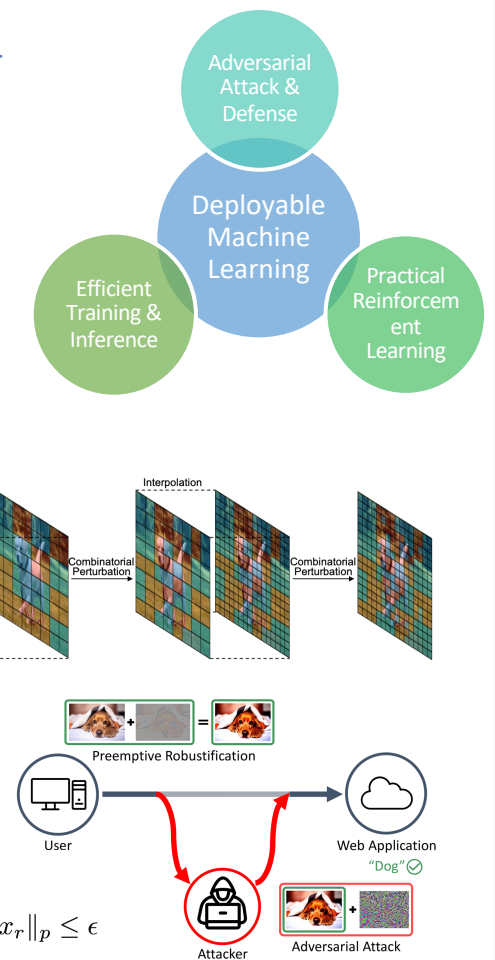 Adversarial
Attack &
Defense
Deployable
Machine
Learning
Efficient
Training &
Inference
Practical
Reinforcem
ent
Learning
Interpolation
Combinatorial
Perturbation
Combinatorial
Perturbation
+
=
Preemptive Robustification
User
Web Application
“Dog”
x_r∥_p ≤ ϵ
+
Attacker
Adversarial Attack